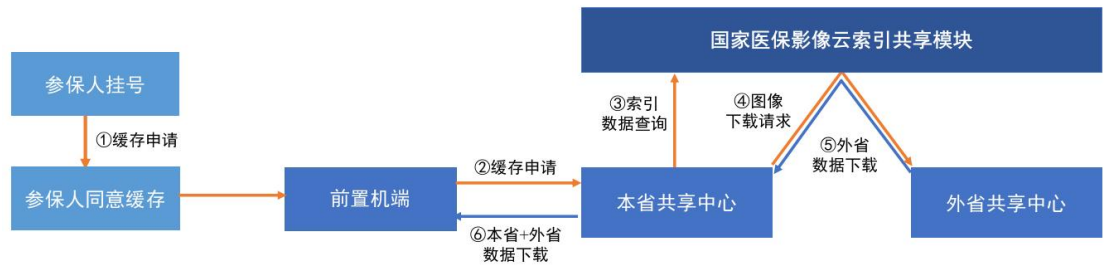 国家医保影像云索引共享模块
参保人挂号
①缓存申请
③索引
数据查询
④图像
下载请求
⑤外省
数据下载
参保人同意缓存
前置机端
②缓存申请
本省共享中心
外省共享中心
⑥本省+外省
数据下载